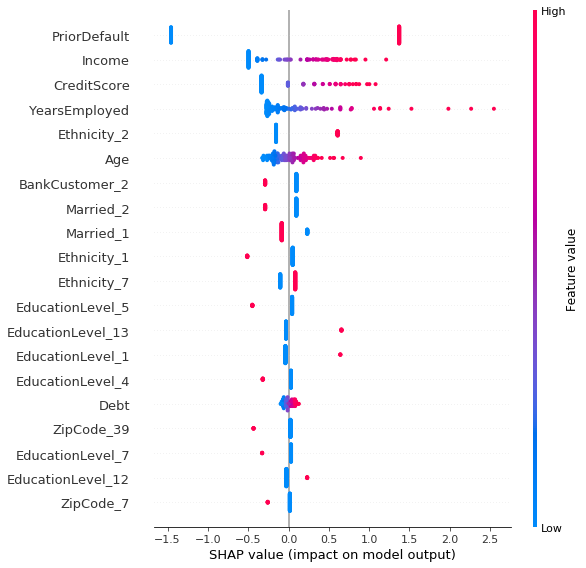 High
PriorDefault
Income
CreditScore
YearsEmployed
Ethnicity_2
Age
BankCustomer_2
Married_2
Married_1
Ethnicity_1
Ethnicity_7
EducationLevel_5
EducationLevel_13
EducationLevel_1
EducationLevel_4
Debt
ZipCode_39
EducationLevel_7
EducationLevel_12
ZipCode_7
Feature value
Low
−1.5 −1.0 −0.5 0.0 0.5 1.0 1.5 2.0 2.5
SHAP value (impact on model output)